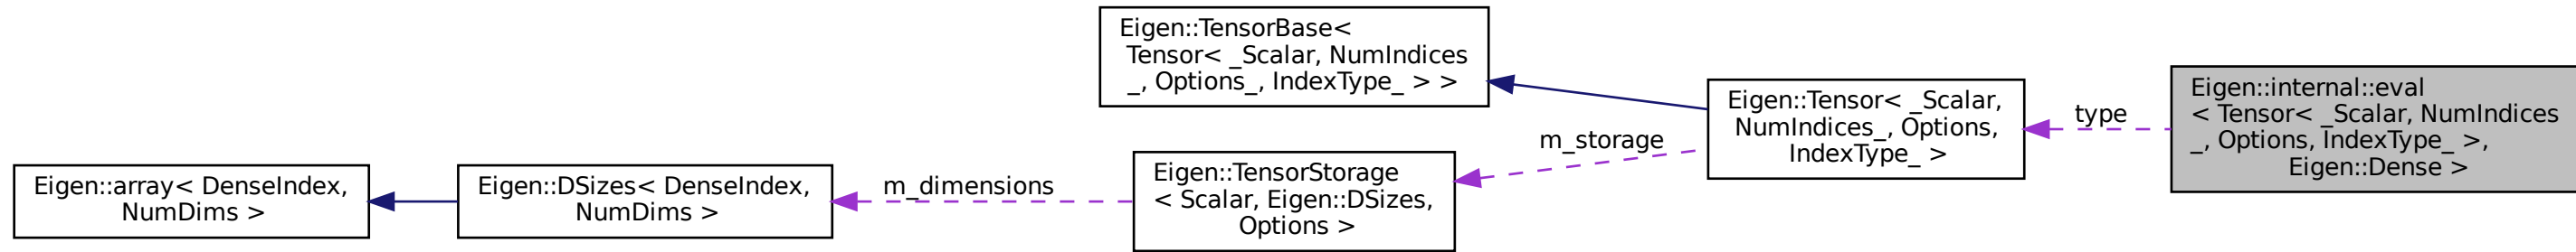 Eigen::TensorBase<
Tensor< _Scalar, NumIndices
_, Options_, IndexType_ > >
Eigen::internal::eval
< Tensor< _Scalar, NumIndices
_, Options, IndexType_ >,
Eigen::Dense >
type
Eigen::Tensor< _Scalar,
NumIndices_, Options,
IndexType_ >
m_storage
Eigen::TensorStorage
< Scalar, Eigen::DSizes,
Options >
m_dimensions
Eigen::DSizes< DenseIndex,
NumDims >
Eigen::array< DenseIndex,
NumDims >